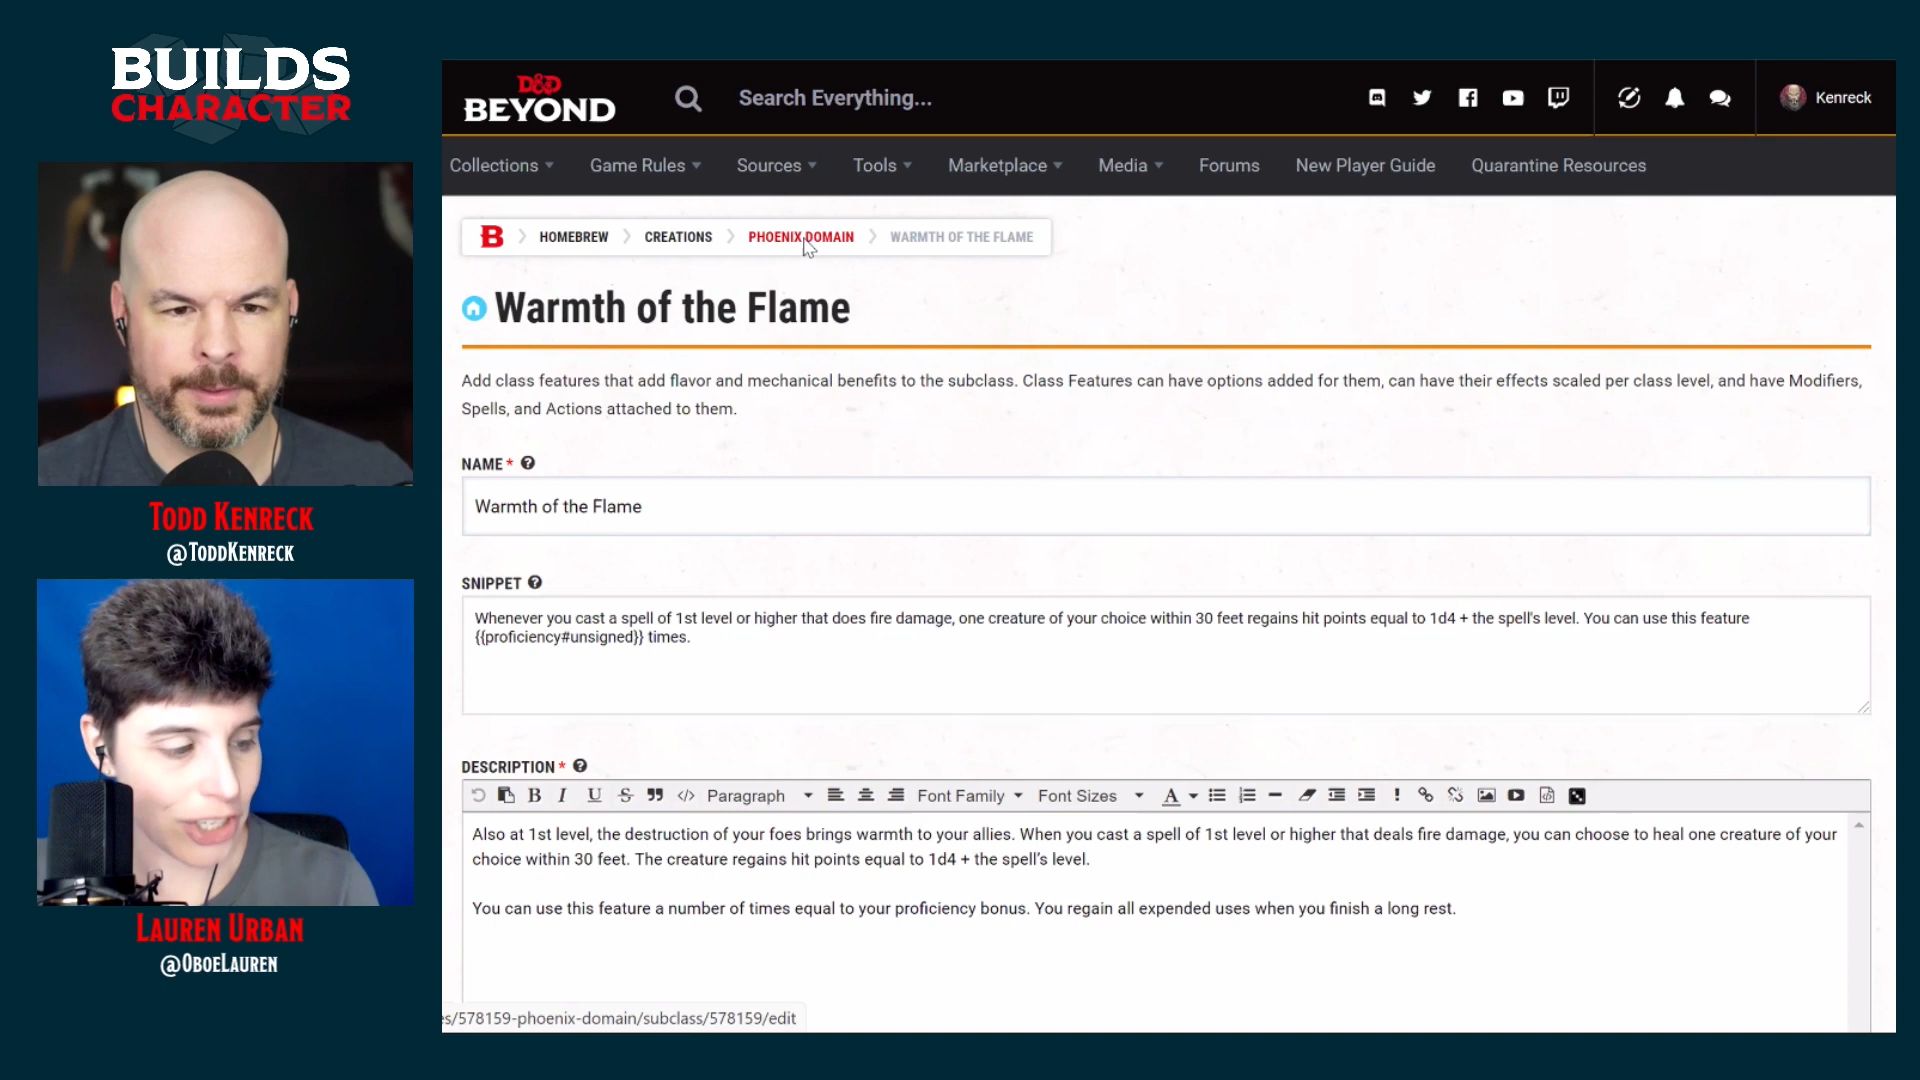 BUILDS
CHARACTER
TODD KENRECK
@TODDKENRECK
LAUREN URBAN
@OBOELAUREN
D&D
BEYOND
Search Everything...
Kenreck
Collections
Game Rules
Sources
Tools
Marketplace
Media
Forums
New Player Guide
Quarantine Resources
B
HOMEBREW
CREATIONS
PHOENIX DOMAIN
WARMTH OF THE FLAME
Warmth of the Flame
Add class features that add flavor and mechanical benefits to the subclass. Class Features can have options added for them, can have their effects scaled per class level, and have Modifiers,
Spells, and Actions attached to them.
NAME *
Warmth of the Flame
SNIPPET
Whenever you cast a spell of 1st level or higher that does fire damage, one creature of your choice within 30 feet regains hit points equal to 1d4 + the spell's level. You can use this feature
{{proficiency#unsigned}} times.
DESCRIPTION *
B I U S Paragraph Font Family Font Sizes A
Also at 1st level, the destruction of your foes brings warmth to your allies. When you cast a spell of 1st level or higher that deals fire damage, you can choose to heal one creature of your
choice within 30 feet. The creature regains hit points equal to 1d4 + the spell's level.
You can use this feature a number of times equal to your proficiency bonus. You regain all expended uses when you finish a long rest.
es/578159-phoenix-domain/subclass/578159/edit